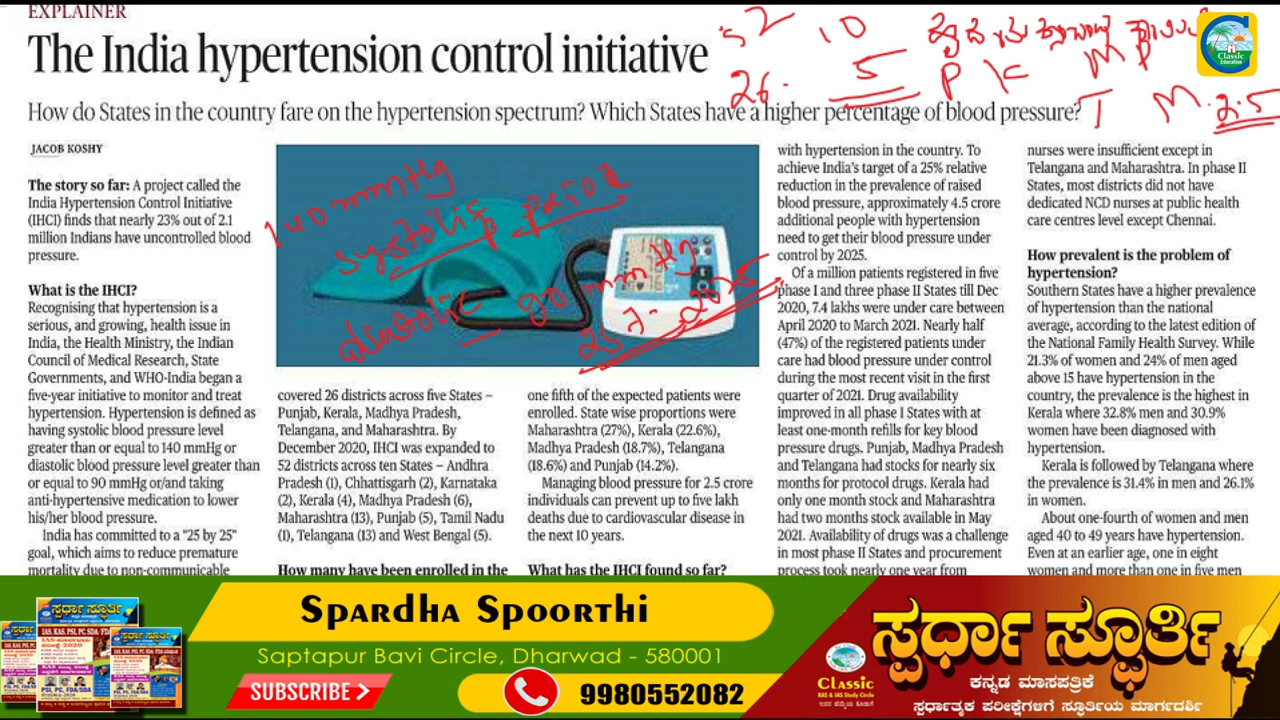 EXPLAINER
The India hypertension control initiative
How do States in the country fare on the hypertension spectrum? Which States have a higher percentage of blood pressure?
52 10
26. 5 P K MP
T M. 2.5
Classic
Education
JACOB KOSHY
The story so far: A project called the
India Hypertension Control Initiative
(IHCI) finds that nearly 23% out of 2.1
million Indians have uncontrolled blood
pressure.
What is the IHCI?
Recognising that hypertension is a
serious, and growing, health issue in
India, the Health Ministry, the Indian
Council of Medical Research, State
Governments, and WHO-India began a
five-year initiative to monitor and treat
hypertension. Hypertension is defined as
having systolic blood pressure level
greater than or equal to 140 mmHg or
diastolic blood pressure level greater than
or equal to 90 mmHg or/and taking
anti-hypertensive medication to lower
his/her blood pressure.
India has committed to a “25 by 25”
goal, which aims to reduce premature
mortality due to non-communicable
140mmHg
systolic
diastolic - 90 mmHg
2025
covered 26 districts across five States –
Punjab, Kerala, Madhya Pradesh,
Telangana, and Maharashtra. By
December 2020, IHCI was expanded to
52 districts across ten States – Andhra
Pradesh (1), Chhattisgarh (2), Karnataka
(2), Kerala (4), Madhya Pradesh (6),
Maharashtra (13), Punjab (5), Tamil Nadu
(1), Telangana (13) and West Bengal (5).
How many have been enrolled in the
one fifth of the expected patients were
enrolled. State wise proportions were
Maharashtra (27%), Kerala (22.6%),
Madhya Pradesh (18.7%), Telangana
(18.6%) and Punjab (14.2%).
Managing blood pressure for 2.5 crore
individuals can prevent up to five lakh
deaths due to cardiovascular disease in
the next 10 years.
What has the IHCI found so far?
with hypertension in the country. To
achieve India's target of a 25% relative
reduction in the prevalence of raised
blood pressure, approximately 4.5 crore
additional people with hypertension
need to get their blood pressure under
control by 2025.
Of a million patients registered in five
phase I and three phase II States till Dec
2020, 7.4 lakhs were under care between
April 2020 to March 2021. Nearly half
(47%) of the registered patients under
care had blood pressure under control
during the most recent visit in the first
quarter of 2021. Drug availability
improved in all phase I States with at
least one-month refills for key blood
pressure drugs. Punjab, Madhya Pradesh
and Telangana had stocks for nearly six
months for protocol drugs. Kerala had
only one month stock and Maharashtra
had two months stock available in May
2021. Availability of drugs was a challenge
in most phase II States and procurement
process took nearly one year from
nurses were insufficient except in
Telangana and Maharashtra. In phase II
States, most districts did not have
dedicated NCD nurses at public health
care centres level except Chennai.
How prevalent is the problem of
hypertension?
Southern States have a higher prevalence
of hypertension than the national
average, according to the latest edition of
the National Family Health Survey. While
21.3% of women and 24% of men aged
above 15 have hypertension in the
country, the prevalence is the highest in
Kerala where 32.8% men and 30.9%
women have been diagnosed with
hypertension.
Kerala is followed by Telangana where
the prevalence is 31.4% in men and 26.1%
in women.
About one-fourth of women and men
aged 40 to 49 years have hypertension.
Even at an earlier age, one in eight
women and more than one in five men
Spardha Spoorthi
Saptapur Bavi Circle, Dharwad - 580001
SUBSCRIBE
9980552082
ಸ್ಪರ್ಧಾ ಸ್ಫೂರ್ತಿ
Classic
KAS & IAS Study Circle
ಸ್ಪರ್ಧಾ ಸ್ಫೂರ್ತಿ
ಕನ್ನಡ ಮಾಸಪತ್ರಿಕೆ
ಸ್ಪರ್ಧಾತ್ಮಕ ಪರೀಕ್ಷೆಗಳಿಗೆ ಸ್ಫೂರ್ತಿಯ ಮಾರ್ಗದರ್ಶಿ